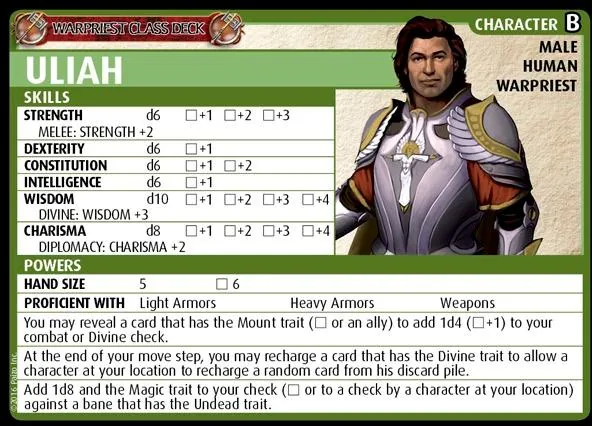 WARPRIEST CLASS DECK
CHARACTER B
ULIAH
MALE
HUMAN
WARPRIEST
SKILLS
STRENGTH d6 □+1 □+2 □+3
MELEE: STRENGTH +2
DEXTERITY d6 □+1
CONSTITUTION d6 □+1 □+2
INTELLIGENCE d6 □+1
WISDOM d10 □+1 □+2 □+3 □+4
DIVINE: WISDOM +3
CHARISMA d8 □+1 □+2 □+3 □+4
DIPLOMACY: CHARISMA +2
POWERS
HAND SIZE 5 □ 6
PROFICIENT WITH Light Armors Heavy Armors Weapons
You may reveal a card that has the Mount trait (□ or an ally) to add 1d4 (□+1) to your
combat or Divine check.
At the end of your move step, you may recharge a card that has the Divine trait to allow a
character at your location to recharge a random card from his discard pile.
Add 1d8 and the Magic trait to your check (□ or to a check by a character at your location)
against a bane that has the Undead trait.
©2016 Paizo Inc.